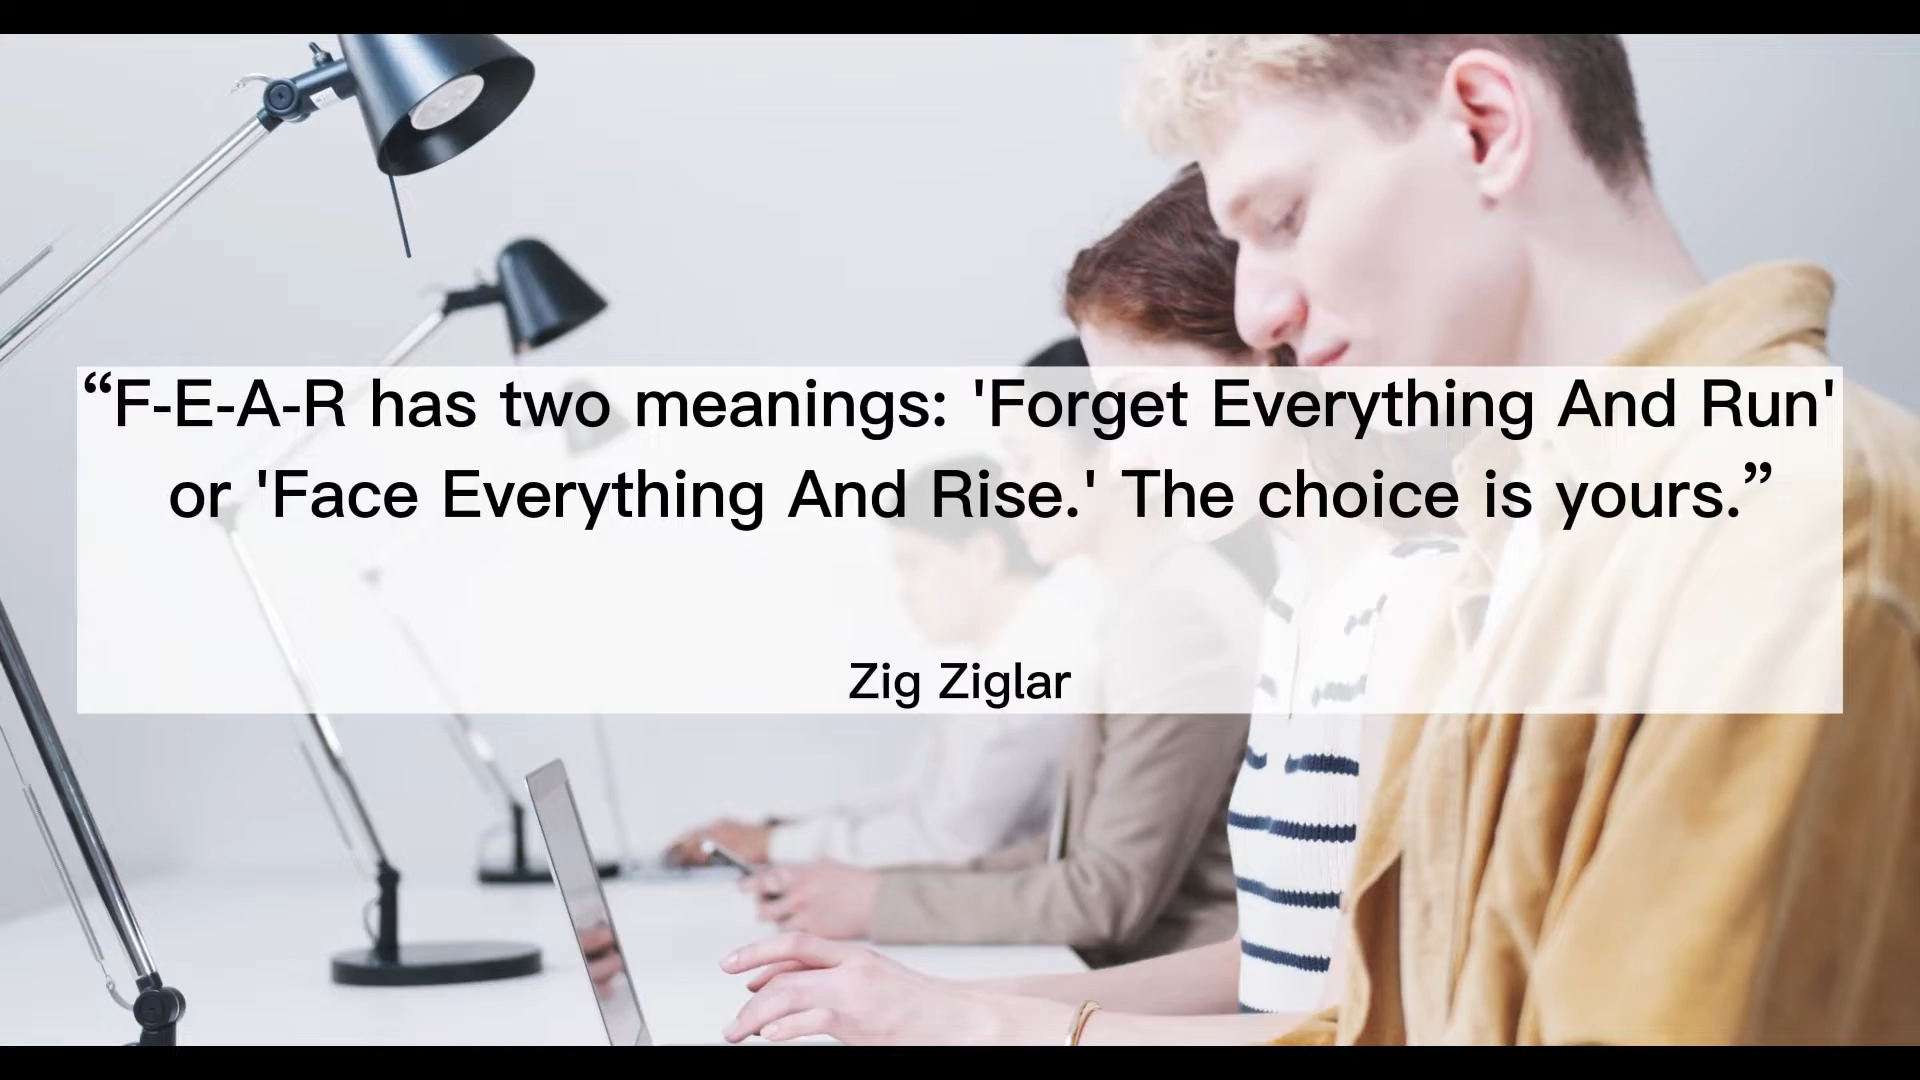 “F-E-A-R has two meanings: 'Forget Everything And Run'
or 'Face Everything And Rise.' The choice is yours.”
Zig Ziglar